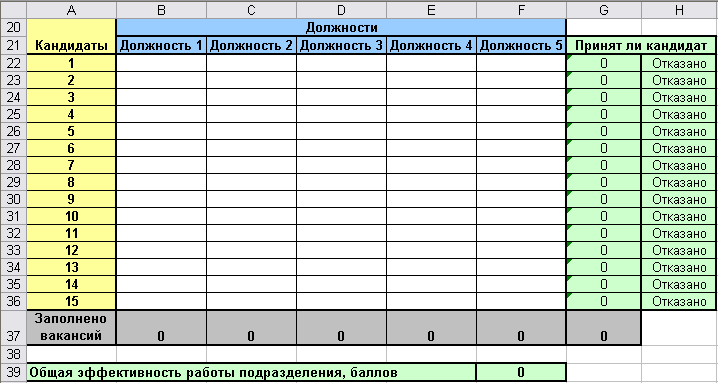 A B C D E F G H
20 Должности
21 Кандидаты Должность 1 Должность 2 Должность 3 Должность 4 Должность 5 Принят ли кандидат
22 1 0 Отказано
23 2 0 Отказано
24 3 0 Отказано
25 4 0 Отказано
26 5 0 Отказано
27 6 0 Отказано
28 7 0 Отказано
29 8 0 Отказано
30 9 0 Отказано
31 10 0 Отказано
32 11 0 Отказано
33 12 0 Отказано
34 13 0 Отказано
35 14 0 Отказано
36 15 0 Отказано
Заполнено
37 вакансий 0 0 0 0 0 0
38
39 Общая эффективность работы подразделения, баллов 0